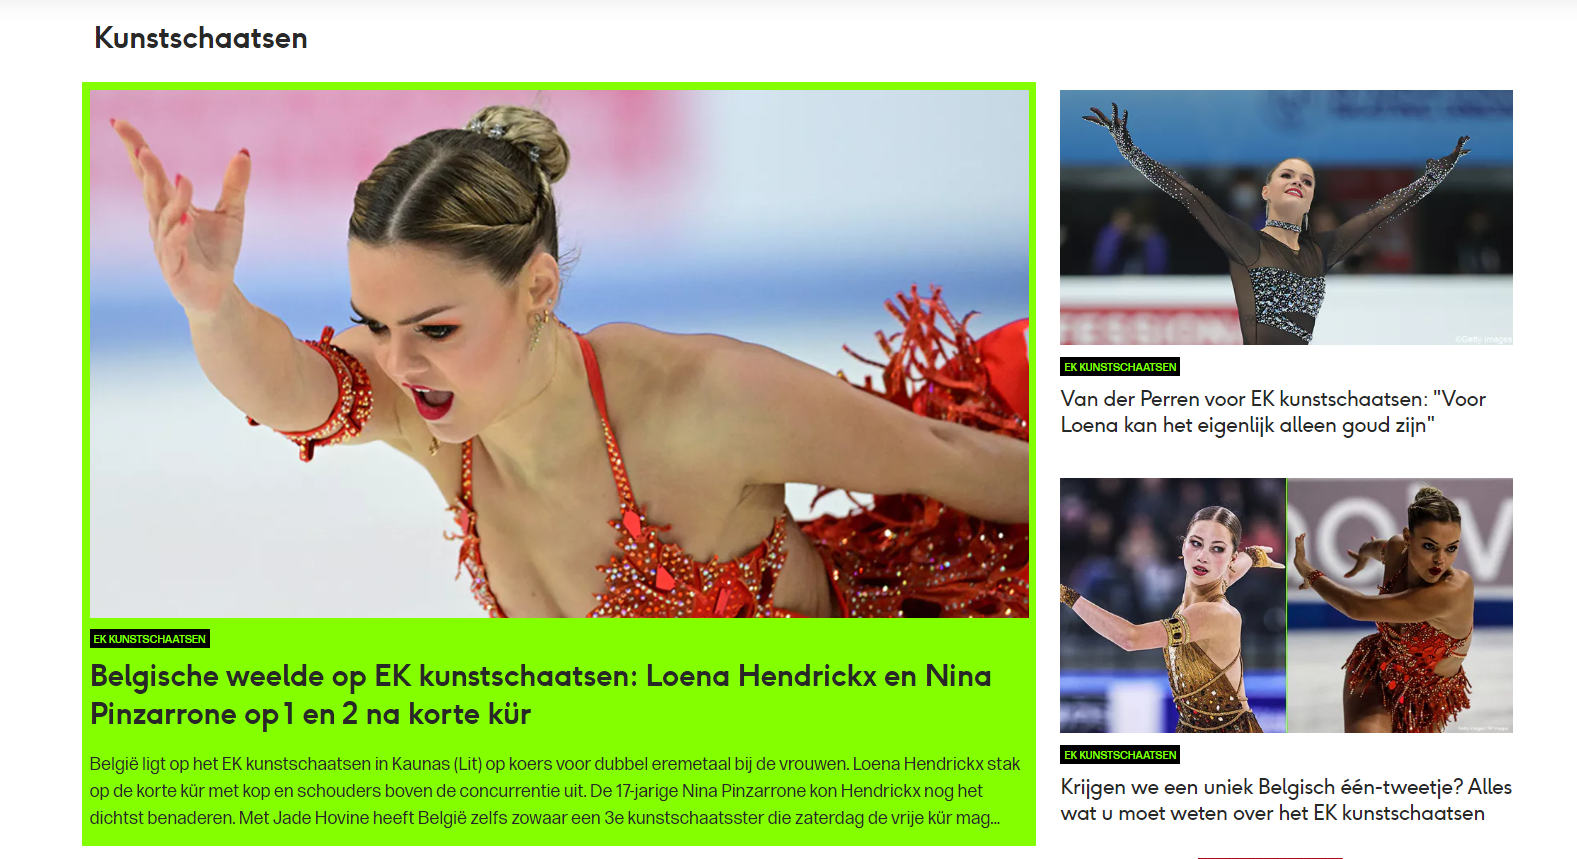 Kunstschaatsen
EK KUNSTSCHAATSEN
Belgische weelde op EK kunstschaatsen: Loena Hendrickx en Nina
Pinzarrone op 1 en 2 na korte kür
België ligt op het EK kunstschaatsen in Kaunas (Lit) op koers voor dubbel eremetaal bij de vrouwen. Loena Hendrickx stak
op de korte kür met kop en schouders boven de concurrentie uit. De 17-jarige Nina Pinzarrone kon Hendrickx nog het
dichtst benaderen. Met Jade Hovine heeft België zelfs zowaar een 3e kunstschaatsster die zaterdag de vrije kür mag...
©Getty Images
EK KUNSTSCHAATSEN
Van der Perren voor EK kunstschaatsen: "Voor
Loena kan het eigenlijk alleen goud zijn"
EK KUNSTSCHAATSEN
Krijgen we een uniek Belgisch één-tweetje? Alles
wat u moet weten over het EK kunstschaatsen